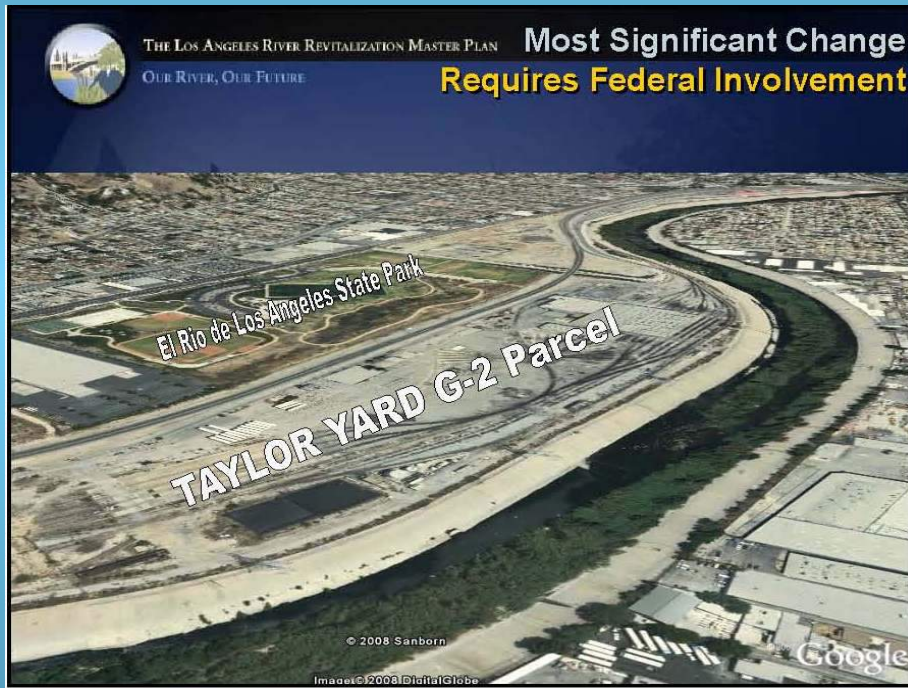 THE LOS ANGELES RIVER REVITALIZATION MASTER PLAN
OUR RIVER, OUR FUTURE
Most Significant Change
Requires Federal Involvement
El Rio de Los Angeles State Park
TAYLOR YARD G-2 Parcel
© 2008 Sanborn
Image © 2008 DigitalGlobe
Google